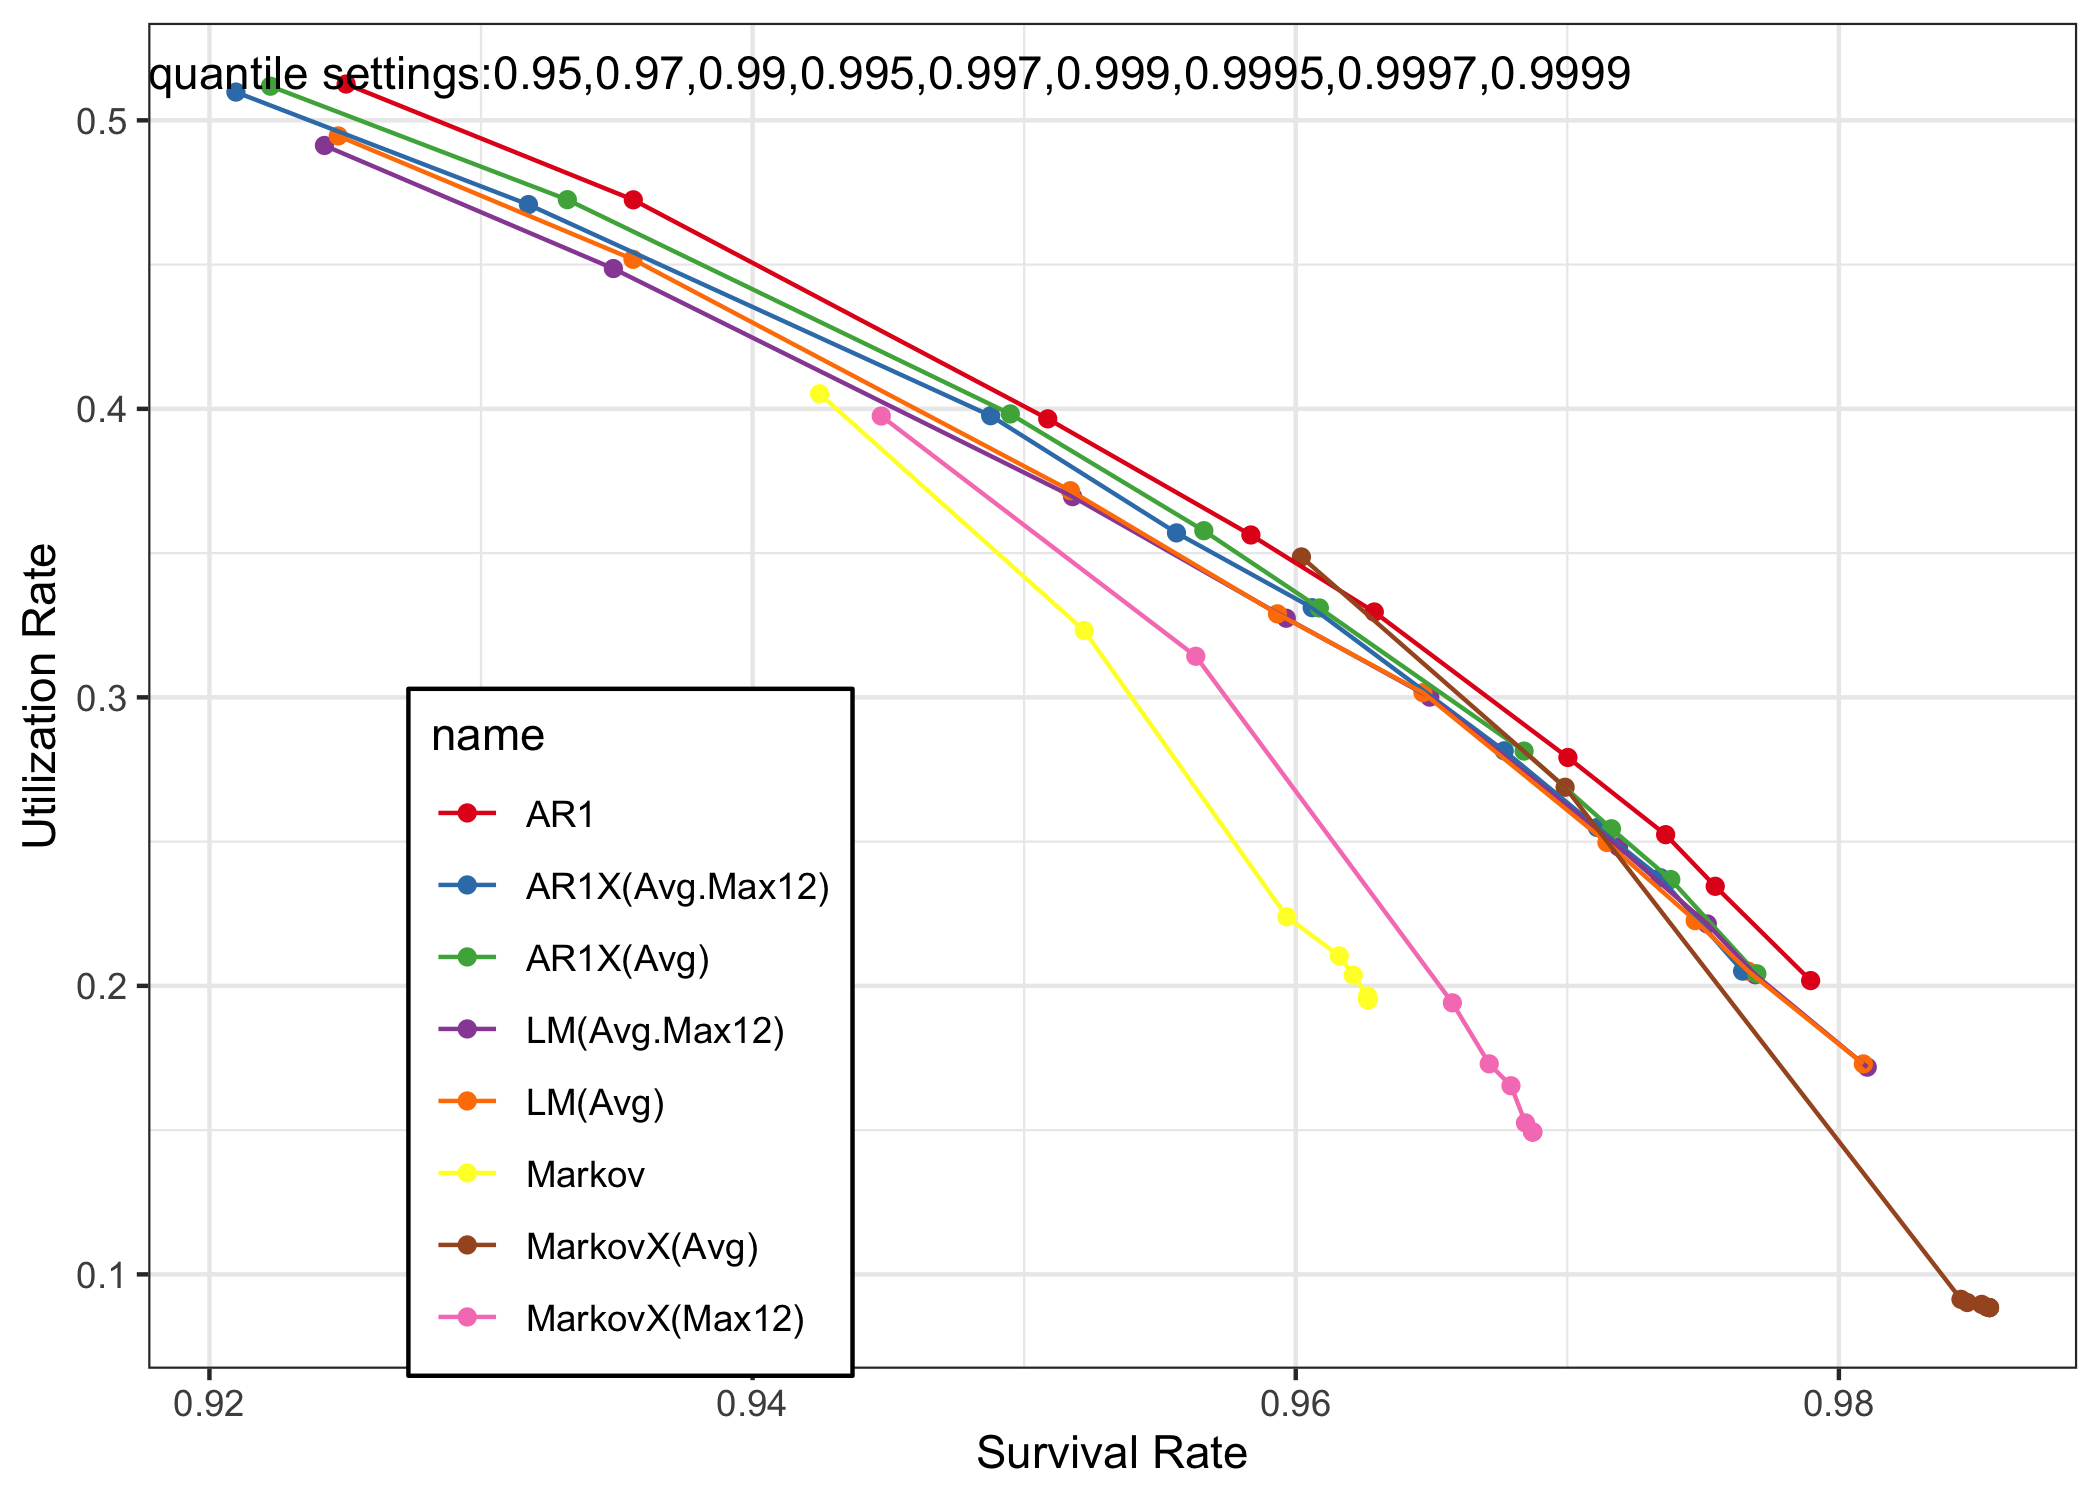 quantile settings:0.95,0.97,0.99,0.995,0.997,0.999,0.9995,0.9997,0.9999
0.5
0.4
0.3
0.2
0.1
Utilization Rate
name
AR1
AR1X(Avg.Max12)
AR1X(Avg)
LM(Avg.Max12)
LM(Avg)
Markov
MarkovX(Avg)
MarkovX(Max12)
0.92 0.94 0.96 0.98
Survival Rate